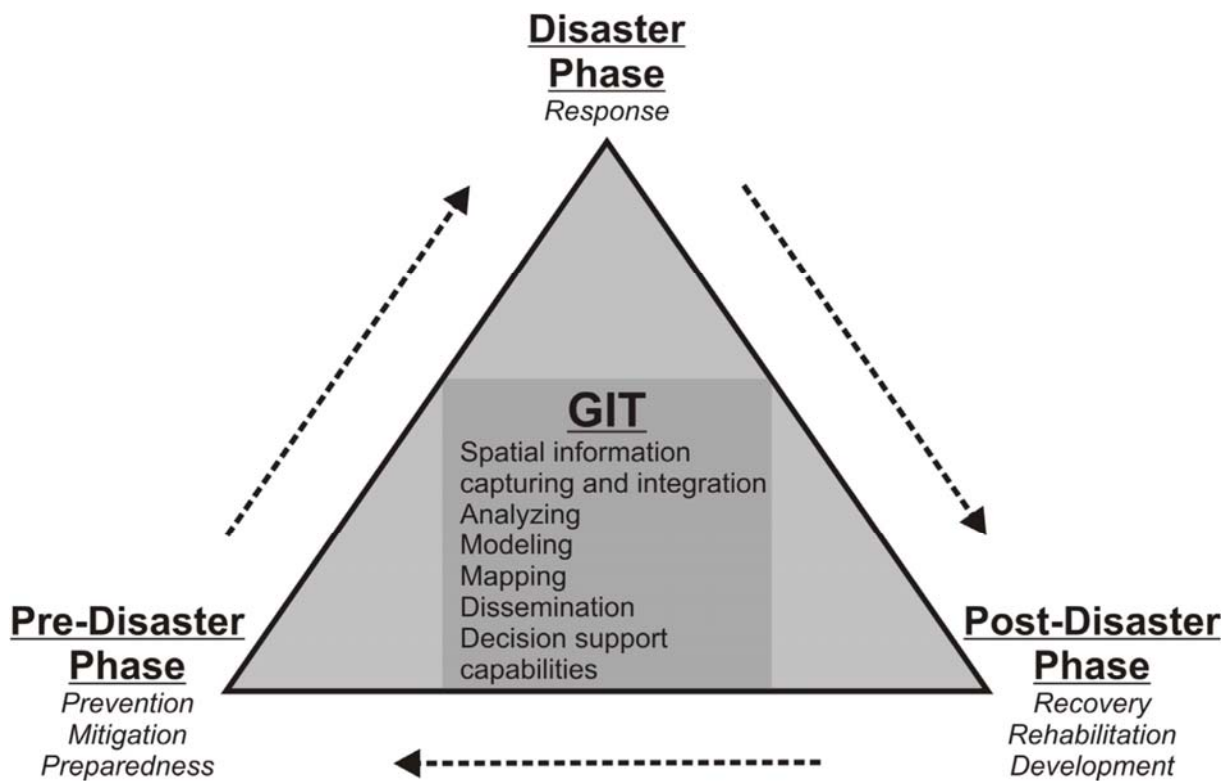 Disaster
Phase
Response
GIT
Spatial information
capturing and integration
Analyzing
Modeling
Mapping
Dissemination
Decision support
capabilities
Pre-Disaster
Phase
Prevention
Mitigation
Preparedness
Post-Disaster
Phase
Recovery
Rehabilitation
Development